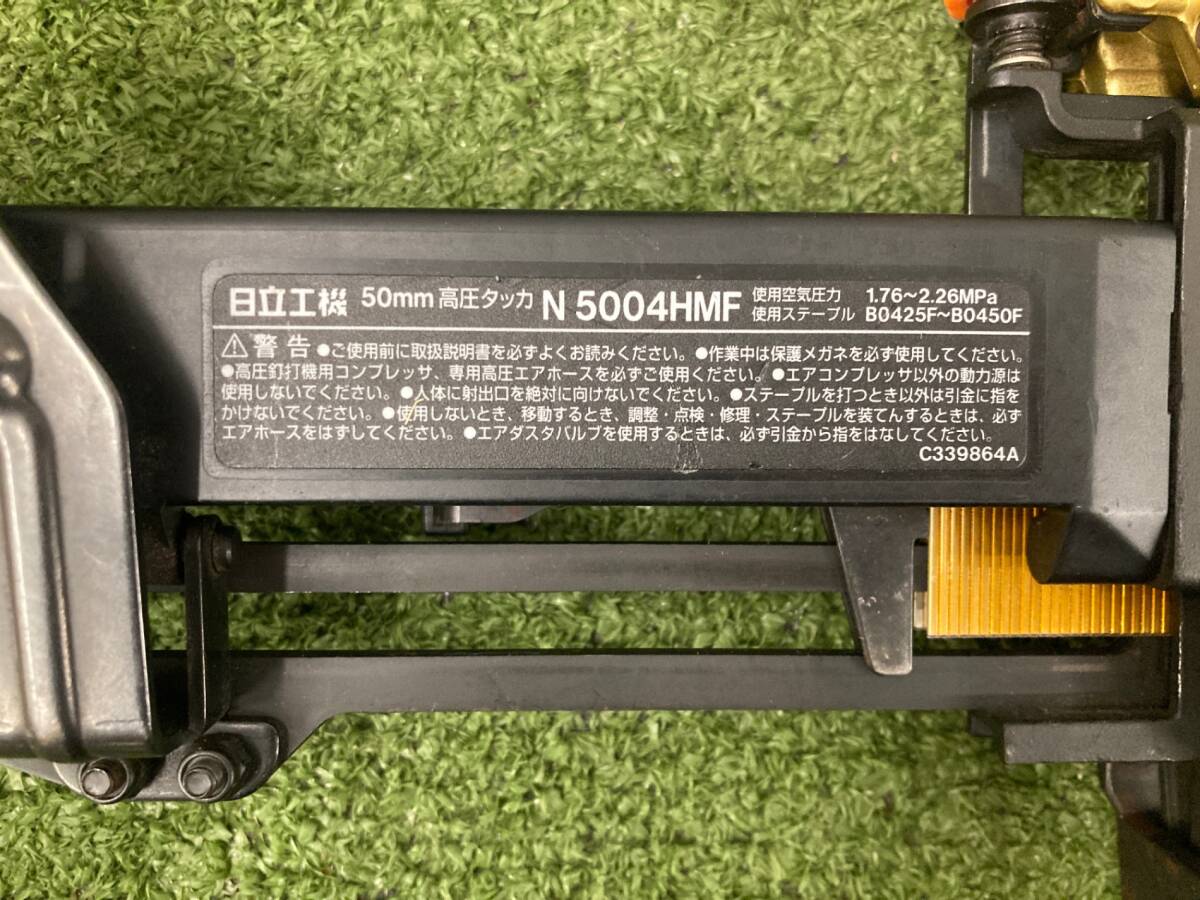 日立工機 50mm 高圧タッカ N 5004HMF 使用空気圧力 1.76～2.26MPa
使用ステープル B0425F～B0450F
⚠警告 ●ご使用前に取扱説明書を必ずよくお読みください。●作業中は保護メガネを必ず使用してください。
●高圧釘打機用コンプレッサ、専用高圧エアホースを必ずご使用ください。●エアコンプレッサ以外の動力源は
使用しないでください。●人体に射出口を絶対に向けないでください。●ステープルを打つとき以外は引金に指を
かけないでください。●使用しないとき、移動するとき、調整・点検・修理・ステープルを装てんするときは、必ず
エアホースをはずしてください。●エアダスタバルブを使用するときは、必ず引金から指をはなしてください。
C339864A